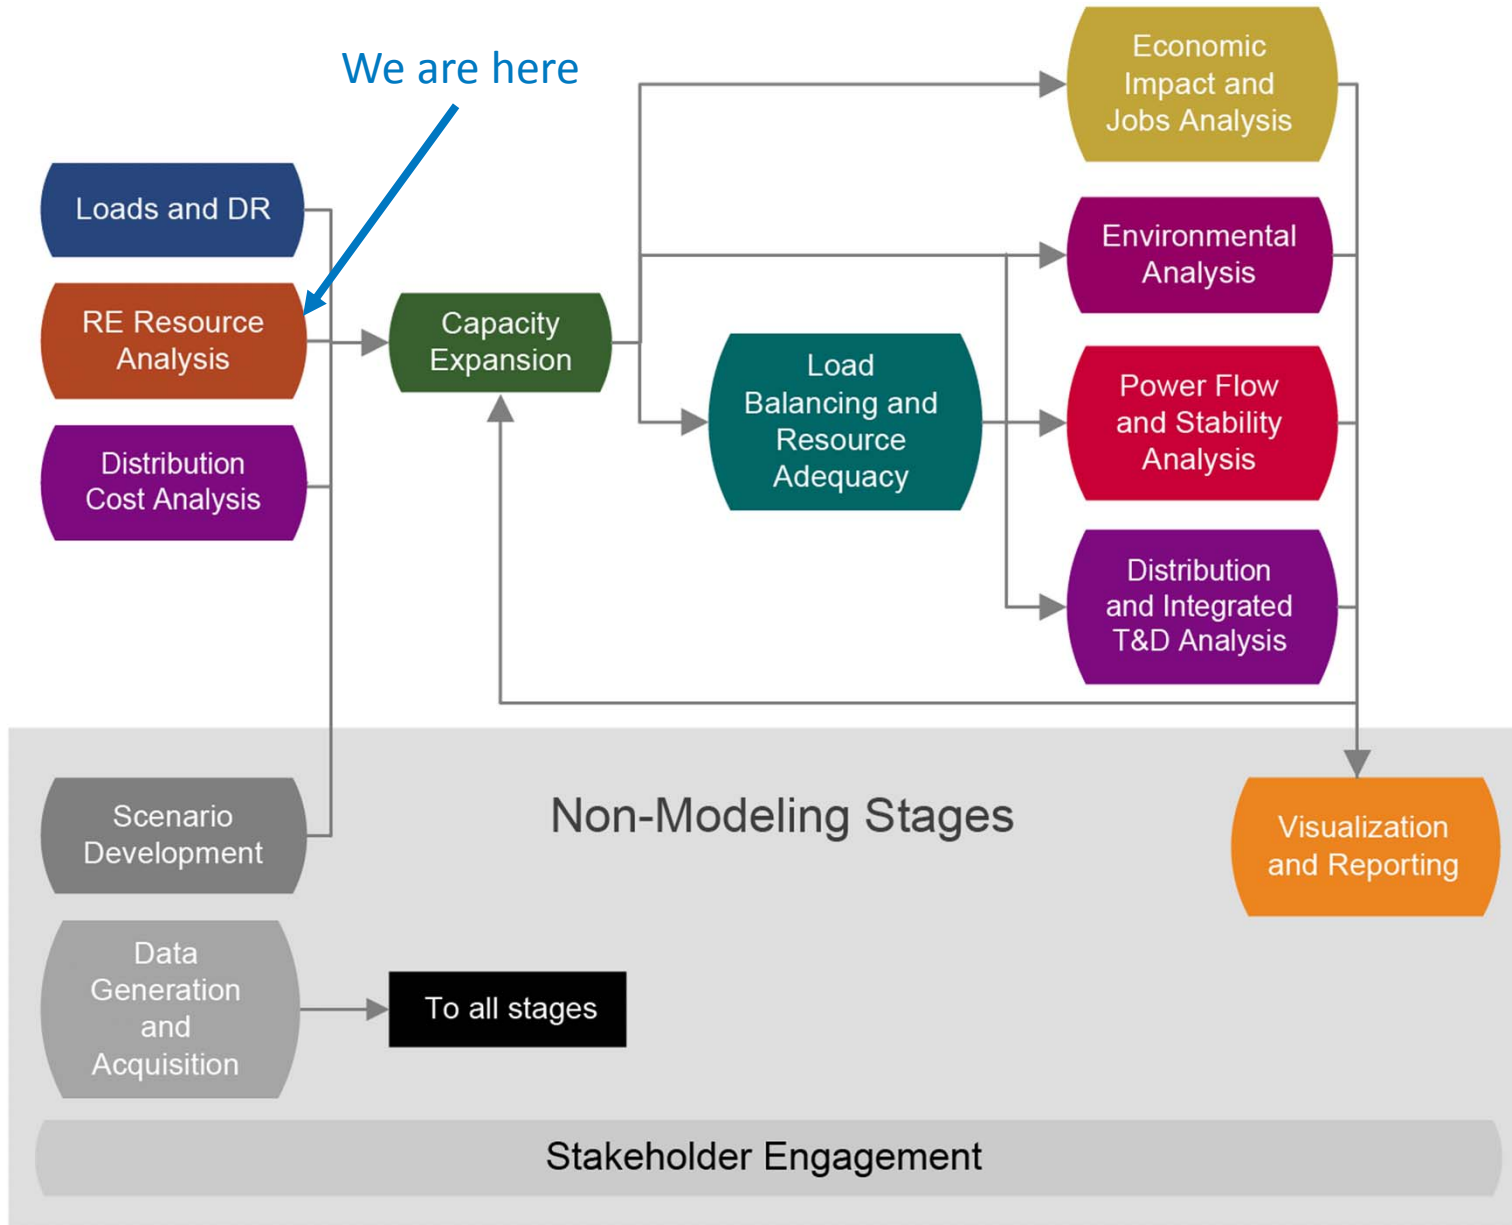 We are here
Loads and DR
RE Resource
Analysis
Distribution
Cost Analysis
Capacity
Expansion
Load
Balancing and
Resource
Adequacy
Economic
Impact and
Jobs Analysis
Environmental
Analysis
Power Flow
and Stability
Analysis
Distribution
and Integrated
T&D Analysis
Non-Modeling Stages
Scenario
Development
Data
Generation
and
Acquisition
To all stages
Visualization
and Reporting
Stakeholder Engagement